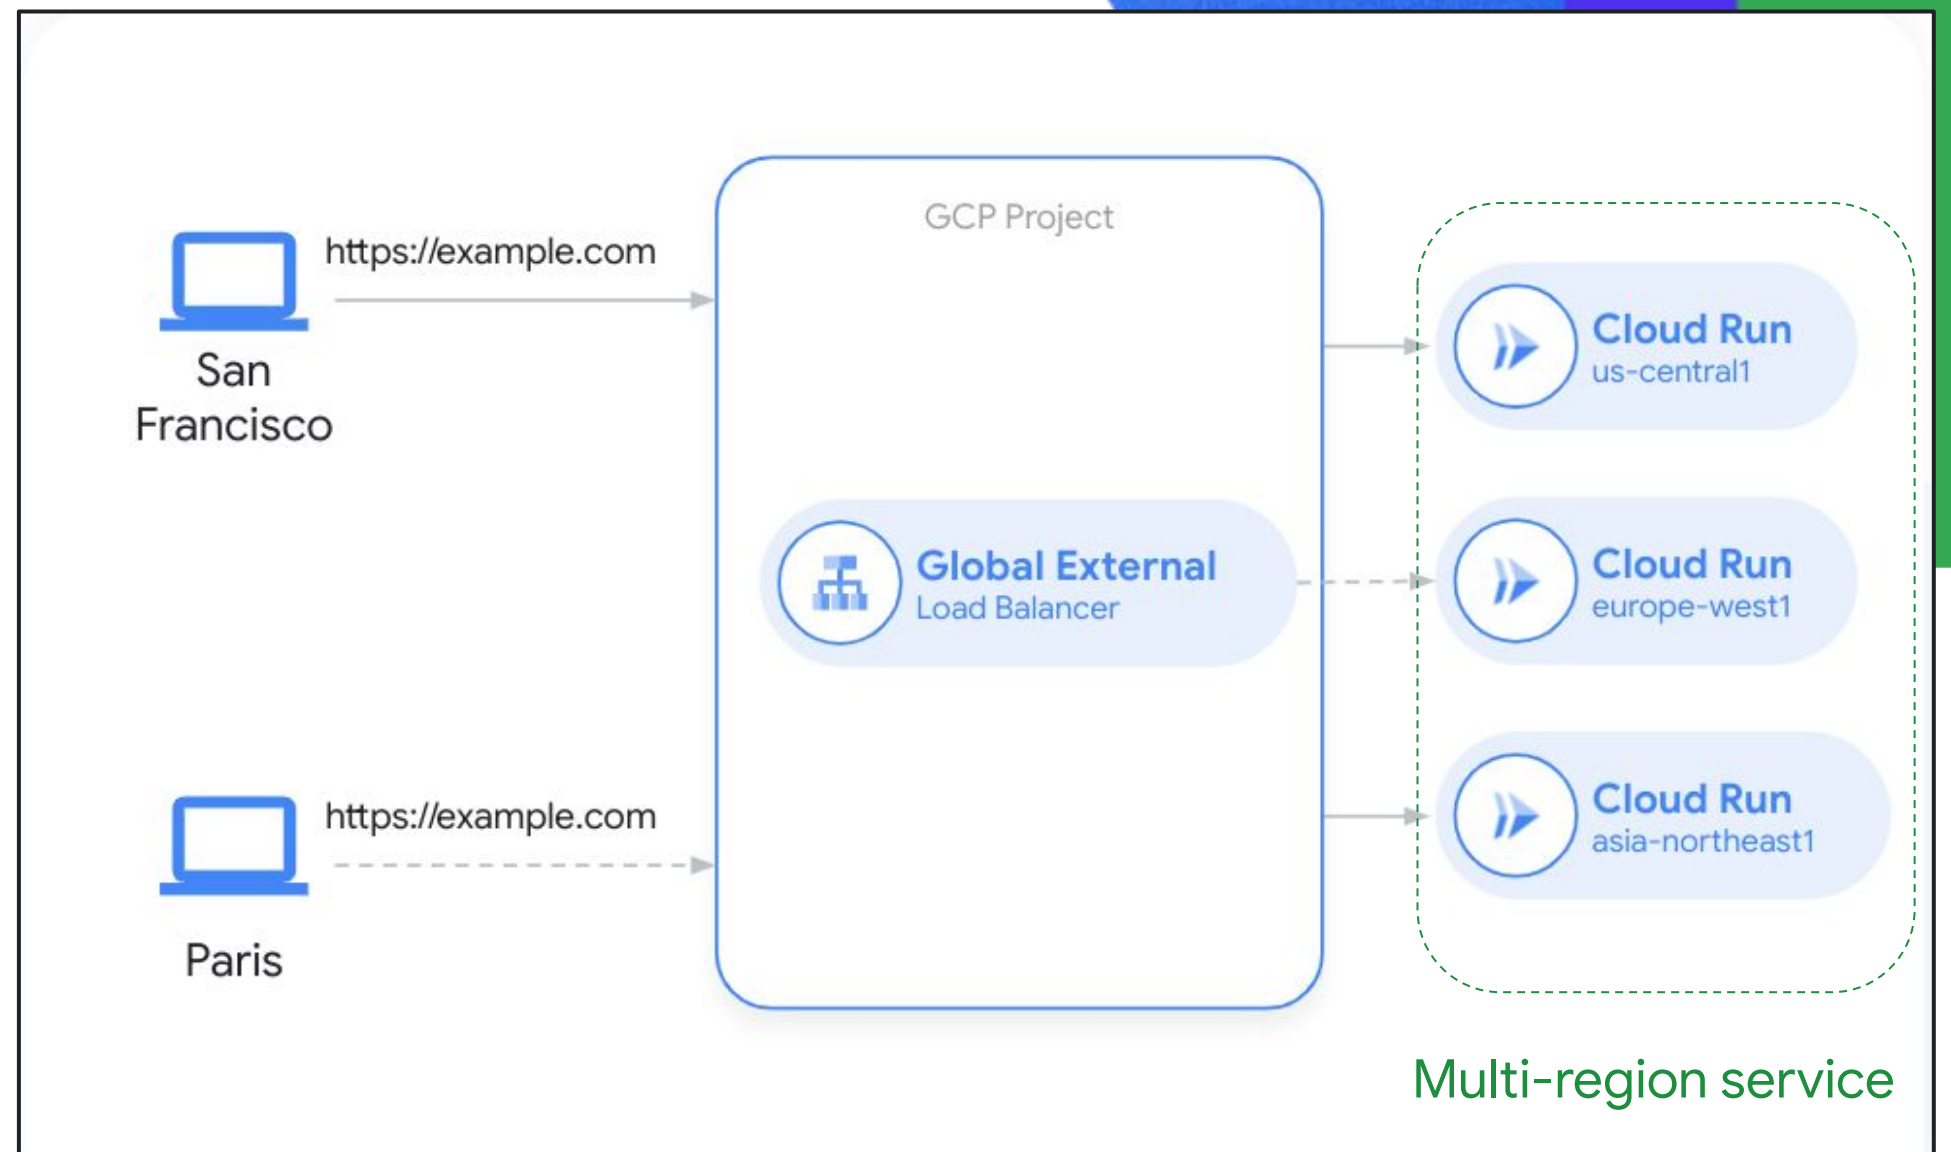 GCP Project
https://example.com
San
Francisco
Cloud Run
us-central1
Global External
Load Balancer
Cloud Run
europe-west1
https://example.com
Paris
Cloud Run
asia-northeast1
Multi-region service